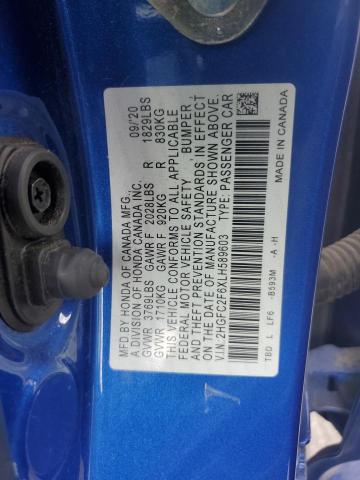 MFD BY HONDA OF CANADA MFG. 09/20
A DIVISION OF HONDA CANADA INC.
GVWR 3769LBS GAWR F 2028LBS R 1829LBS
GVWR 1710KG GAWR F 920KG R 830KG
THIS VEHICLE CONFORMS TO ALL APPLICABLE
FEDERAL MOTOR VEHICLE SAFETY, BUMPER,
AND THEFT PREVENTION STANDARDS IN EFFECT
ON THE DATE OF MANUFACTURE SHOWN ABOVE.
V.I.N. 2HGFC2F6XLH589603 TYPE: PASSENGER CAR
TBD L LF6 -B593M -A -H
MADE IN CANADA